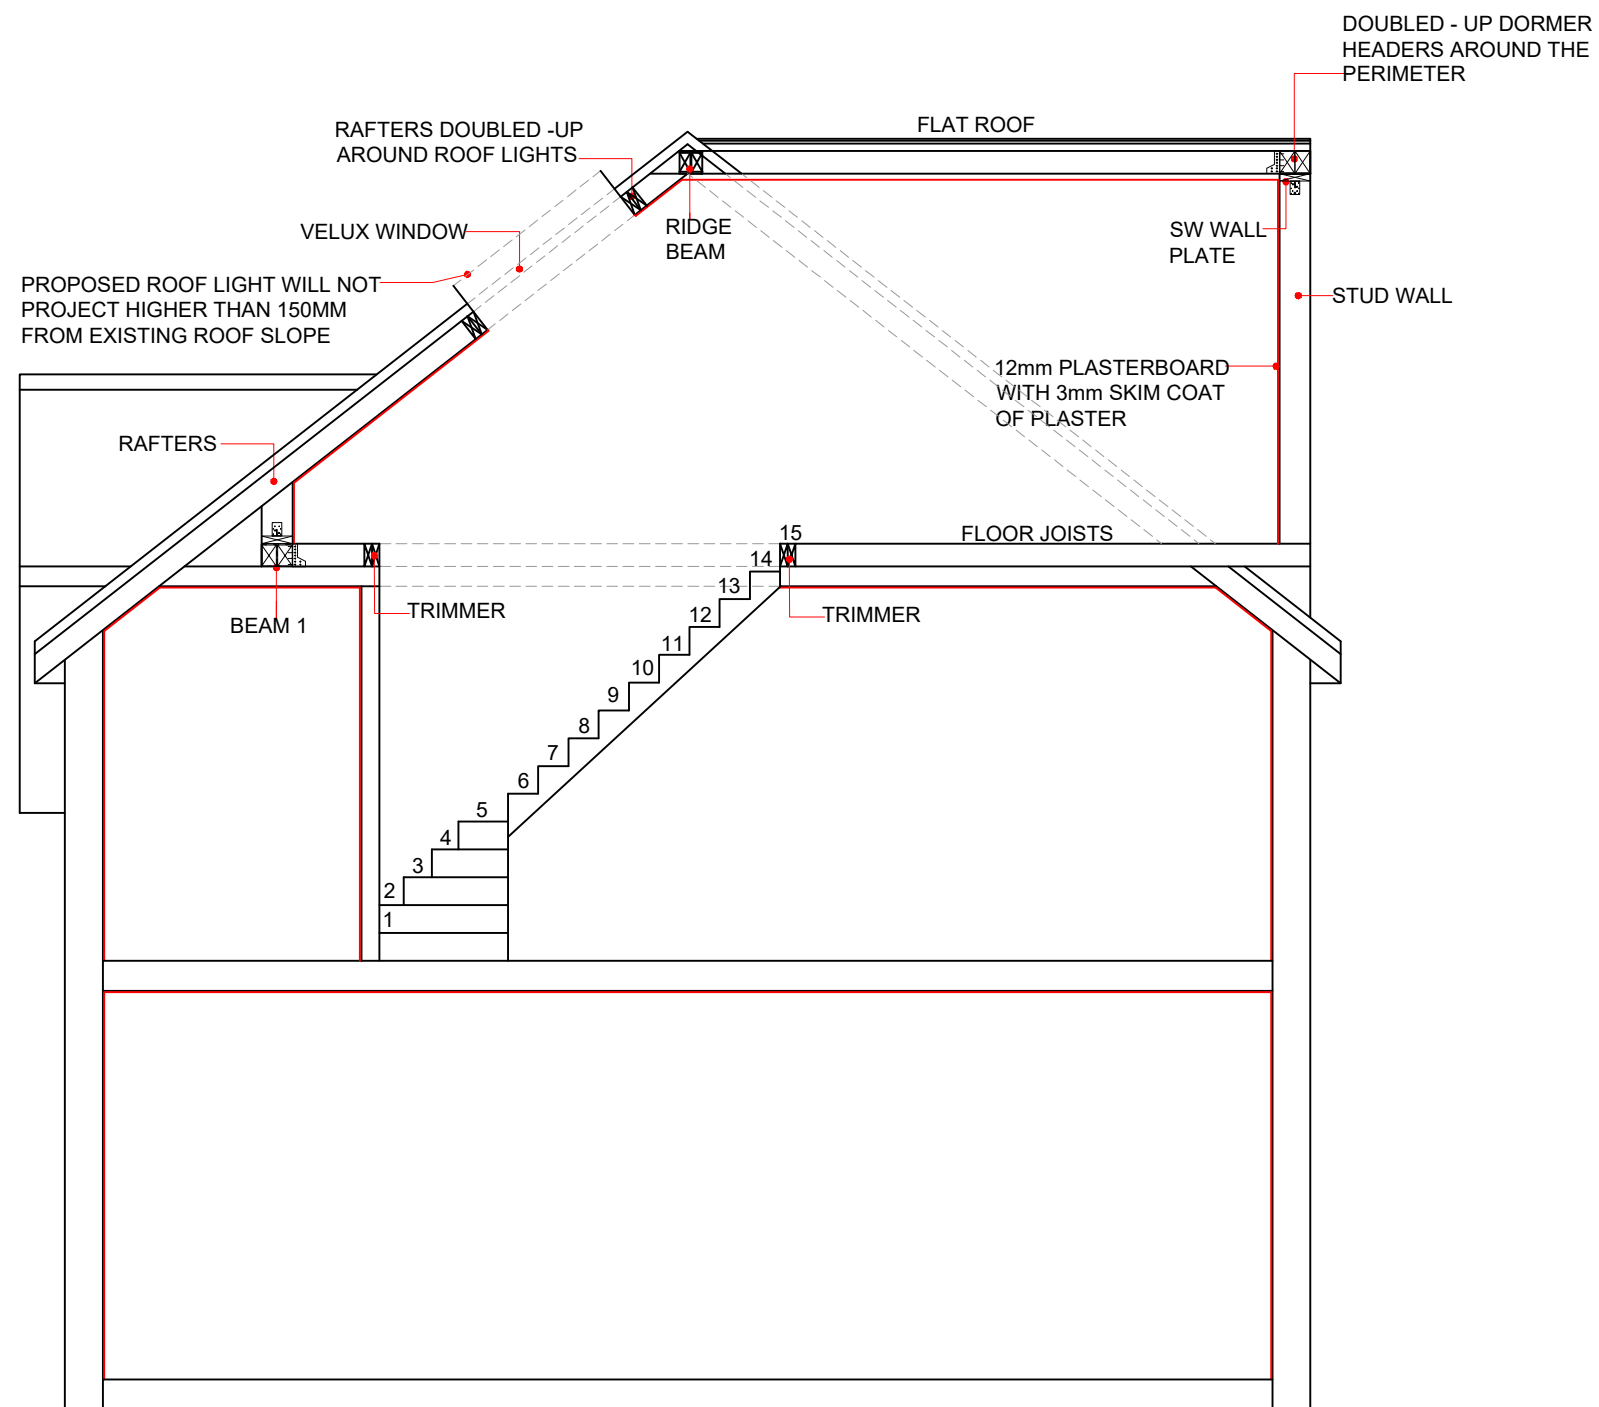 DOUBLED - UP DORMER
HEADERS AROUND THE
PERIMETER
FLAT ROOF
RAFTERS DOUBLED -UP
AROUND ROOF LIGHTS
VELUX WINDOW
RIDGE
BEAM
SW WALL
PLATE
PROPOSED ROOF LIGHT WILL NOT
PROJECT HIGHER THAN 150MM
FROM EXISTING ROOF SLOPE
STUD WALL
12mm PLASTERBOARD
WITH 3mm SKIM COAT
OF PLASTER
RAFTERS
FLOOR JOISTS
15
14
13
12
11
10
9
8
7
6
5
4
3
2
1
TRIMMER
TRIMMER
BEAM 1